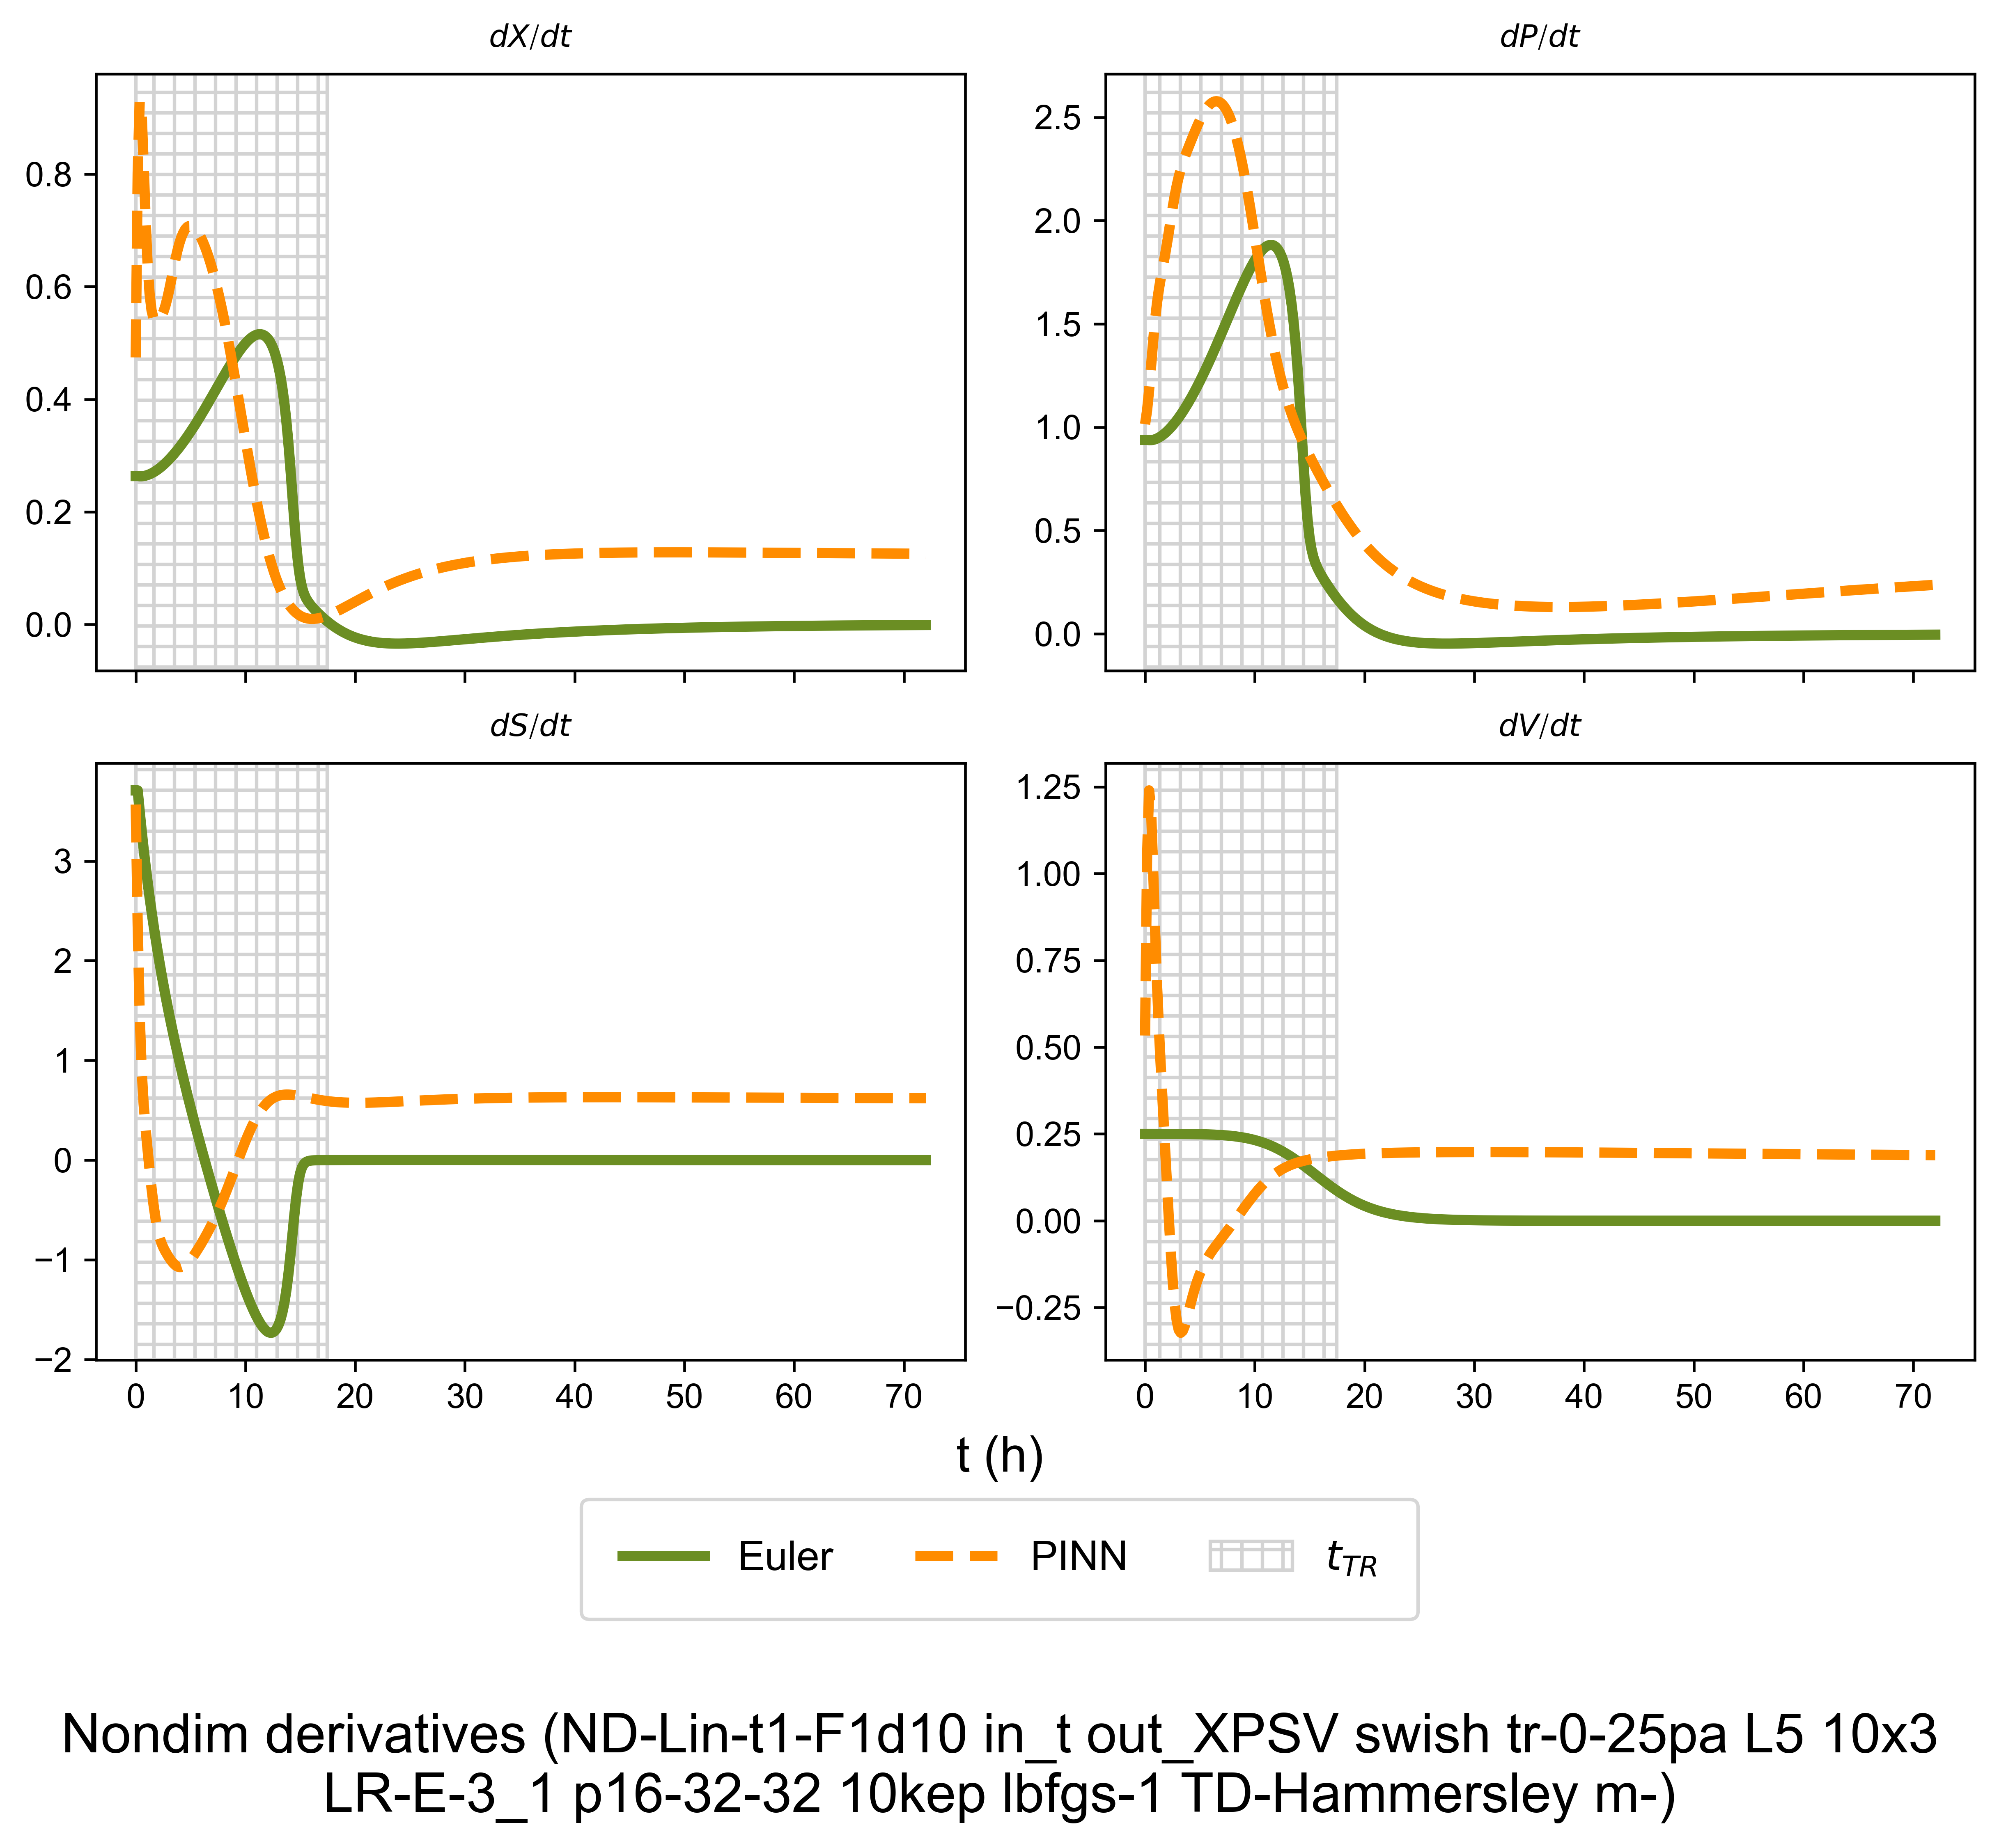 dX/dt
dP/dt
0.8
0.6
0.4
0.2
0.0
2.5
2.0
1.5
1.0
0.5
0.0
dS/dt
dV/dt
3
2
1
0
−1
−2
0 10 20 30 40 50 60 70
1.25
1.00
0.75
0.50
0.25
0.00
−0.25
0 10 20 30 40 50 60 70
t (h)
Euler PINN t_TR
Nondim derivatives (ND-Lin-t1-F1d10 in_t out_XPSV swish tr-0-25pa L5 10x3
LR-E-3_1 p16-32-32 10kep lbfgs-1 TD-Hammersley m-)